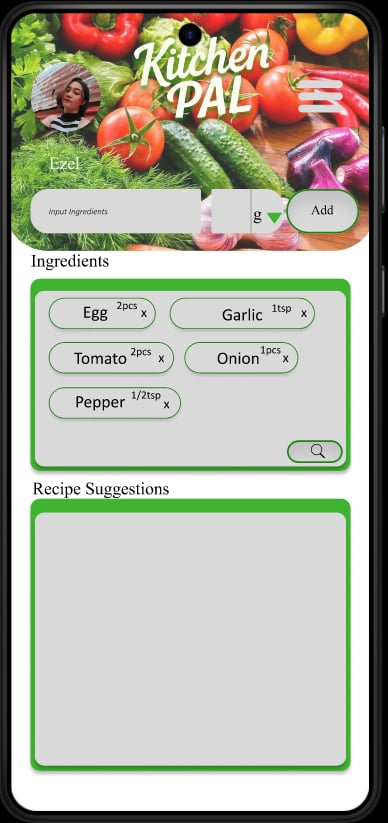 Kitchen
PAL
Ezel
Input Ingredients
g
Add
Ingredients
Egg 2pcs x
Garlic 1tsp x
Tomato 2pcs x
Onion 1pcs x
Pepper 1/2tsp x
Recipe Suggestions